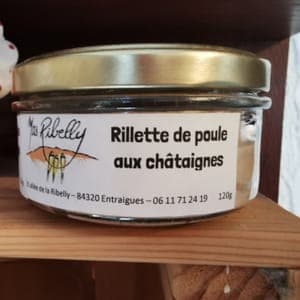 Mas Ribelly
Rillette de poule
aux châtaignes
allée de la Ribelly – 84320 Entraigues – 06 11 71 24 19
120g